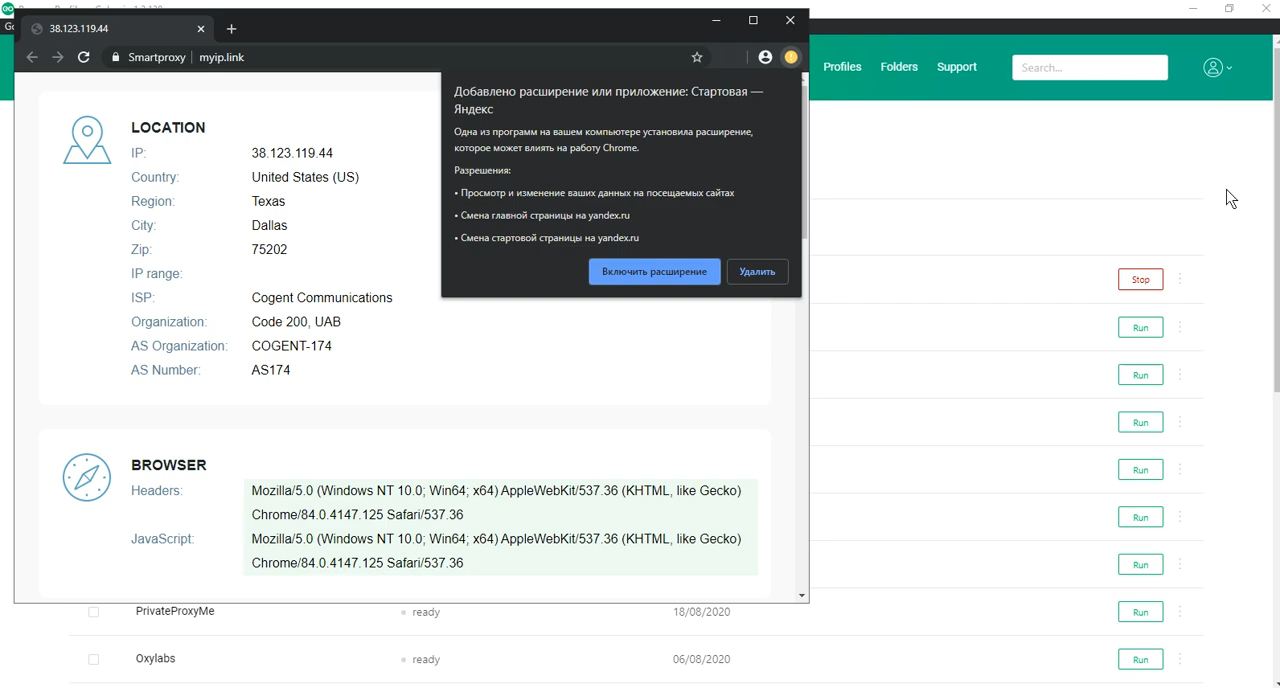 38.123.119.44
Smartproxy
myip.link
Profiles
Folders
Support
Search...
Добавлено расширение или приложение: Стартовая —
Яндекс
Одна из программ на вашем компьютере установила расширение,
которое может влиять на работу Chrome.
Разрешения:
• Просмотр и изменение ваших данных на посещаемых сайтах
• Смена главной страницы на yandex.ru
• Смена стартовой страницы на yandex.ru
Включить расширение
Удалить
LOCATION
IP: 38.123.119.44
Country: United States (US)
Region: Texas
City: Dallas
Zip: 75202
IP range:
ISP: Cogent Communications
Organization: Code 200, UAB
AS Organization: COGENT-174
AS Number: AS174
BROWSER
Headers: Mozilla/5.0 (Windows NT 10.0; Win64; x64) AppleWebKit/537.36 (KHTML, like Gecko)
Chrome/84.0.4147.125 Safari/537.36
JavaScript: Mozilla/5.0 (Windows NT 10.0; Win64; x64) AppleWebKit/537.36 (KHTML, like Gecko)
Chrome/84.0.4147.125 Safari/537.36
Stop
Run
Run
Run
Run
Run
Run
PrivateProxyMe ready 18/08/2020 Run
Oxylabs ready 06/08/2020 Run